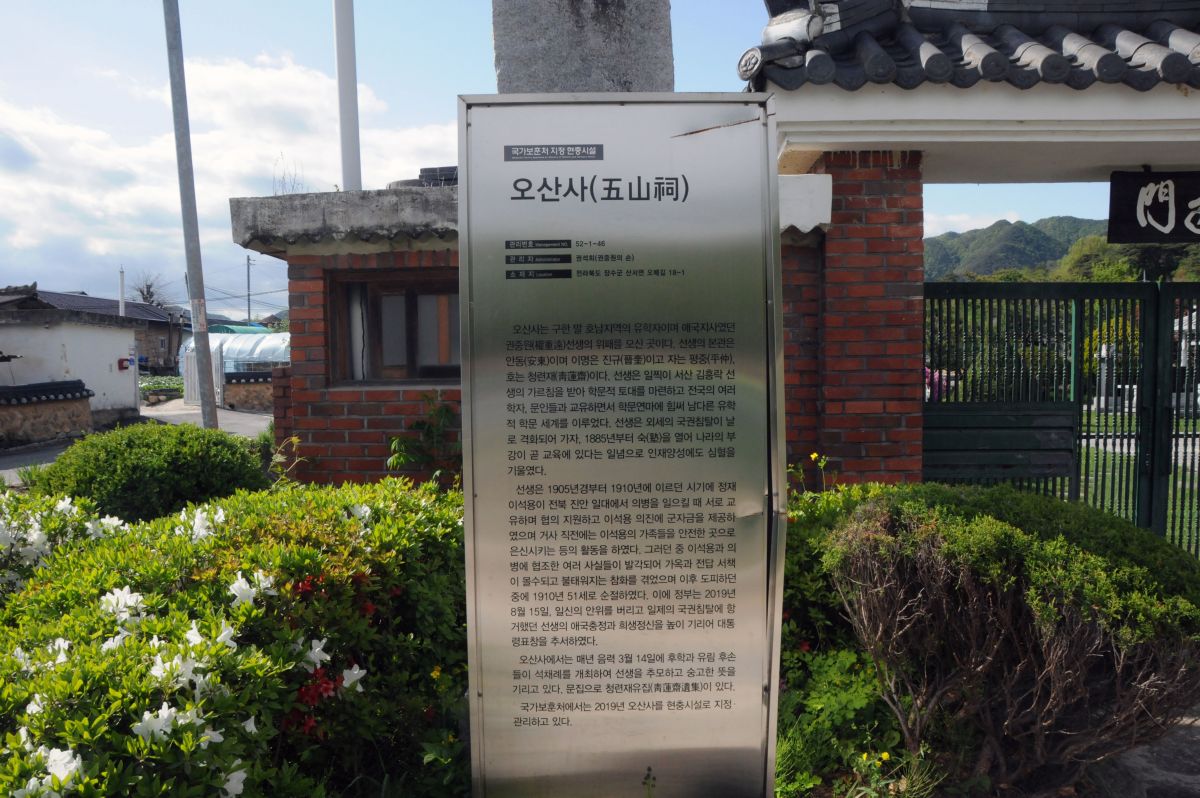 국가보훈처 지정 현충시설
오산사(五山祠)
관리번호 Management NO. 52-1-46
관 리 자 Administrator 권석회(권중원의 손)
소 재 지 Location 전라북도 장수군 산서면 오메길 18-1
오산사는 구한 말 호남지역의 유학자이며 애국지사였던
권중원(權重遠)선생의 위패를 모신 곳이다. 선생의 본관은
안동(安東)이며 이명은 진규(晉奎)이고 자는 평중(平仲),
호는 청련재(靑蓮齋)이다. 선생은 일찍이 서산 김흥락 선
생의 가르침을 받아 학문적 토대를 마련하고 전국의 여러
학자, 문인들과 교유하면서 학문연마에 힘써 남다른 유학
적 학문 세계를 이루었다. 선생은 외세의 국권침탈이 날
로 격화되어 가자, 1885년부터 숙(塾)을 열어 나라의 부
강이 곧 교육에 있다는 일념으로 인재양성에도 심혈을
기울였다.
선생은 1905년경부터 1910년에 이르던 시기에 정재
이석용이 전북 진안 일대에서 의병을 일으킬 때 서로 교
유하며 협의 지원하고 이석용 의진에 군자금을 제공하
였으며 거사 직전에는 이석용의 가족들을 안전한 곳으로
은신시키는 등의 활동을 하였다. 그러던 중 이석용과 의
병에 협조한 여러 사실들이 발각되어 가옥과 전답 서책
이 몰수되고 불태워지는 참화를 겪었으며 이후 도피하던
중에 1910년 51세로 순절하였다. 이에 정부는 2019년
8월 15일, 일신의 안위를 버리고 일제의 국권침탈에 항
거했던 선생의 애국충정과 희생정신을 높이 기리어 대통
령표창을 추서하였다.
오산사에서는 매년 음력 3월 14일에 후학과 유림 후손
들이 석채례를 개최하여 선생을 추모하고 숭고한 뜻을
기리고 있다. 문집으로 청련재유집(靑蓮齋遺集)이 있다.
국가보훈처에서는 2019년 오산사를 현충시설로 지정·
관리하고 있다.
門